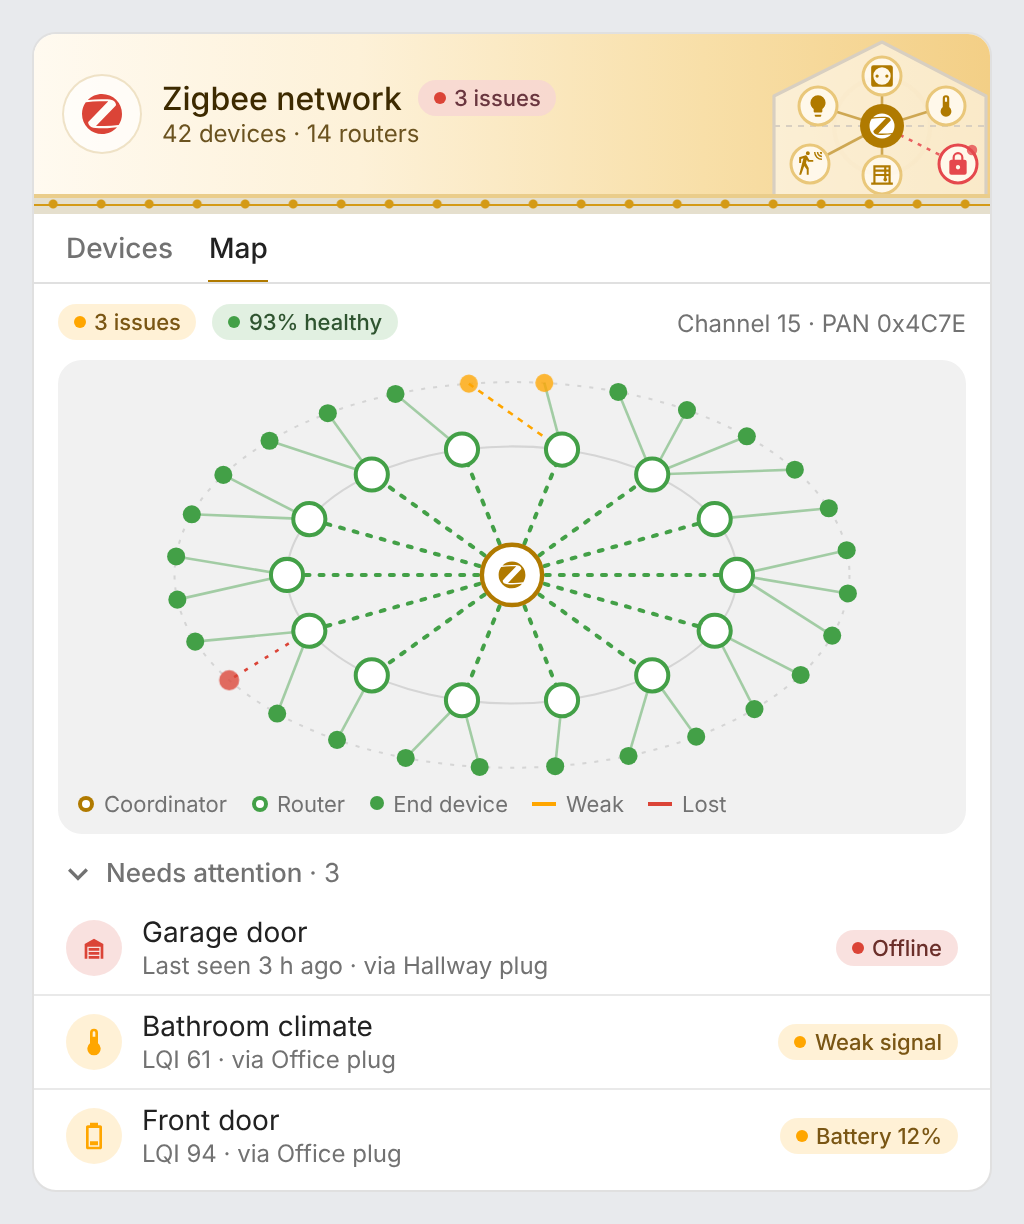 Zigbee network
3 issues
42 devices · 14 routers
Devices
Map
3 issues
93% healthy
Channel 15 · PAN 0x4C7E
Coordinator
Router
End device
Weak
Lost
Needs attention · 3
Garage door
Last seen 3 h ago · via Hallway plug
Offline
Bathroom climate
LQI 61 · via Office plug
Weak signal
Front door
LQI 94 · via Office plug
Battery 12%